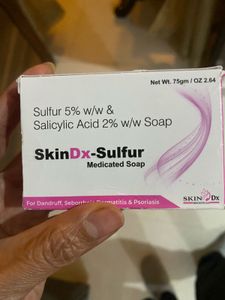 Net Wt. 75gm / OZ 2.64
Sulfur 5% w/w &
Salicylic Acid 2% w/w Soap
SkinDx-Sulfur
Medicated Soap
For Dandruff, Seborrheic Dermatitis & Psoriasis
SKIN Dx